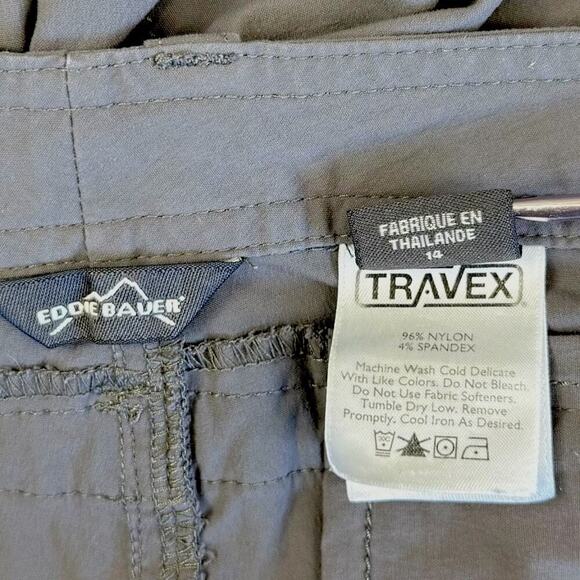 FABRIQUE EN
THAILANDE
14
TRAVEX
EDDIE BAUER
96% NYLON
4% SPANDEX
Machine Wash Cold Delicate
With Like Colors. Do Not Bleach.
Do Not Use Fabric Softeners.
Tumble Dry Low. Remove
Promptly. Cool Iron As Desired.
30C